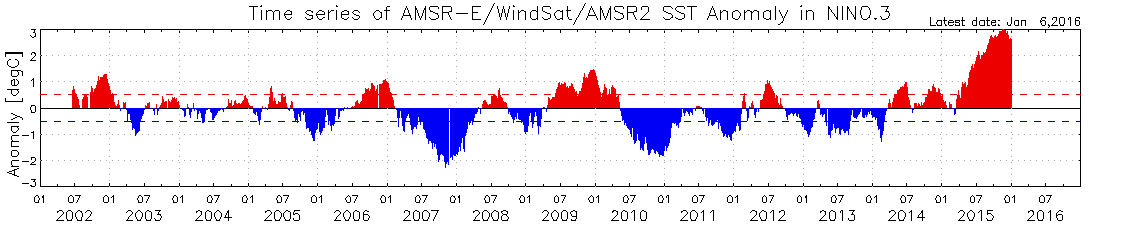 Time series of AMSR-E/WindSat/AMSR2 SST Anomaly in NINO.3
Latest date: Jan 6,2016
Anomaly [degC]
3
2
1
0
-1
-2
-3
01 07 01 07 01 07 01 07 01 07 01 07 01 07 01 07 01 07 01 07 01 07 01 07 01 07 01 07 01 07
2002 2003 2004 2005 2006 2007 2008 2009 2010 2011 2012 2013 2014 2015 2016